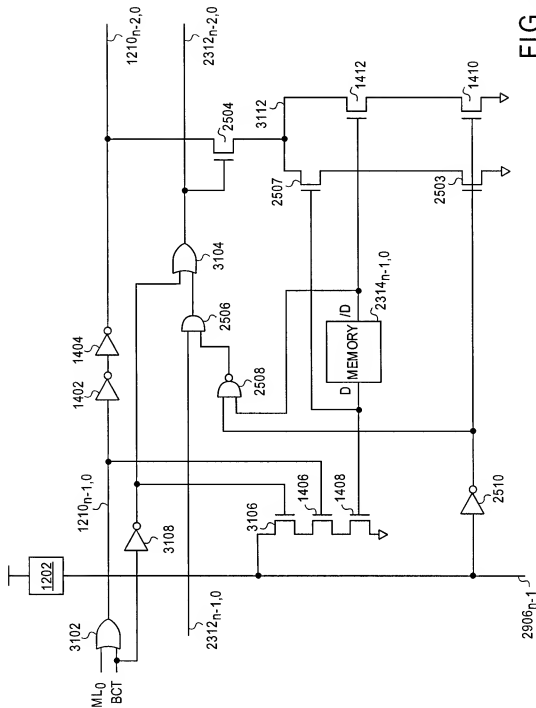 1210n-2,0
2312n-2,0
FIG
1404
1402
3104
2504
3112
2506
1412
1410
2507
1210n-1,0
2508
2503
2314n-1,0
MEMORY
D
/D
3108
3106
1406
1408
2510
1202
3102
ML0
BCT
2312n-1,0
2906n-1